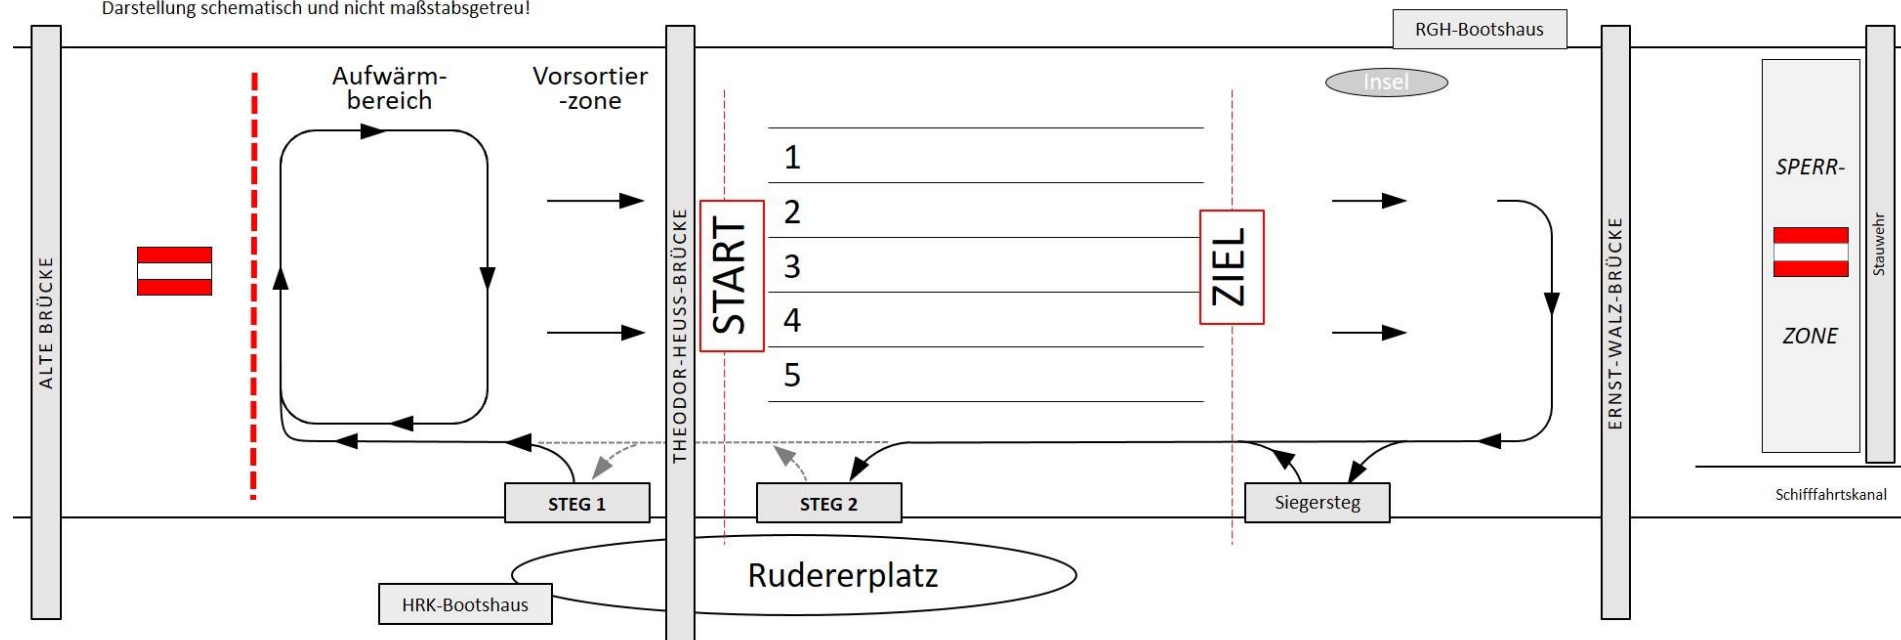 Darstellung schematisch und nicht maßstabsgetreu!
RGH-Bootshaus
Aufwärm-
bereich
Vorsortier
-zone
Insel
1
2
3
4
5
START
ZIEL
ALTE BRÜCKE
THEODOR-HEUSS-BRÜCKE
ERNST-WALZ-BRÜCKE
SPERR-
ZONE
Stauwehr
Schifffahrtskanal
STEG 1
STEG 2
Siegersteg
Rudererplatz
HRK-Bootshaus